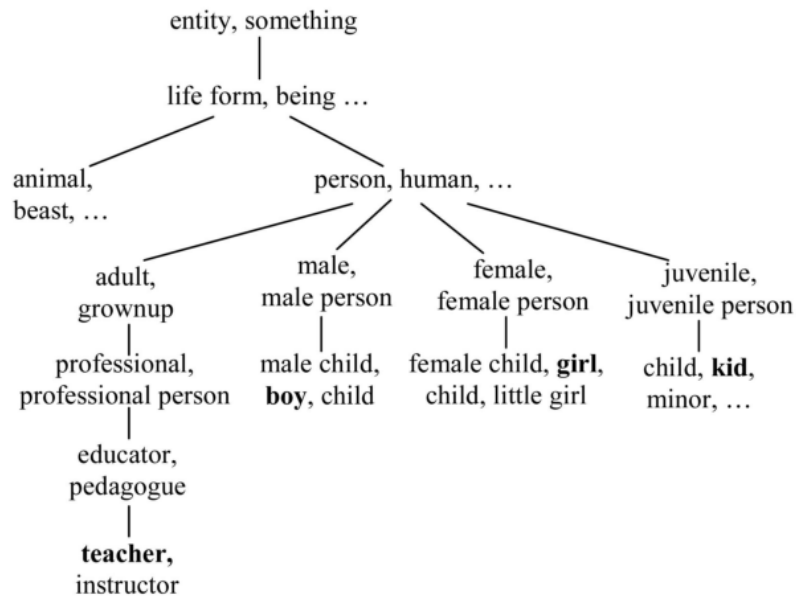 entity, something
life form, being ...
animal,
beast, ...
person, human, ...
adult,
grownup
male,
male person
female,
female person
juvenile,
juvenile person
professional,
professional person
male child,
boy, child
female child, girl,
child, little girl
child, kid,
minor, ...
educator,
pedagogue
teacher,
instructor